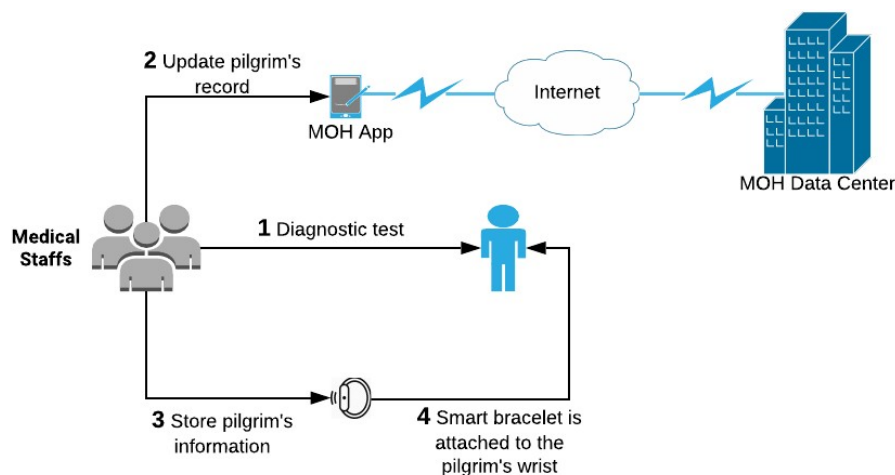 2 Update pilgrim's
record
Internet
MOH App
MOH Data Center
Medical
Staffs
1 Diagnostic test
3 Store pilgrim's
information
4 Smart bracelet is
attached to the
pilgrim's wrist